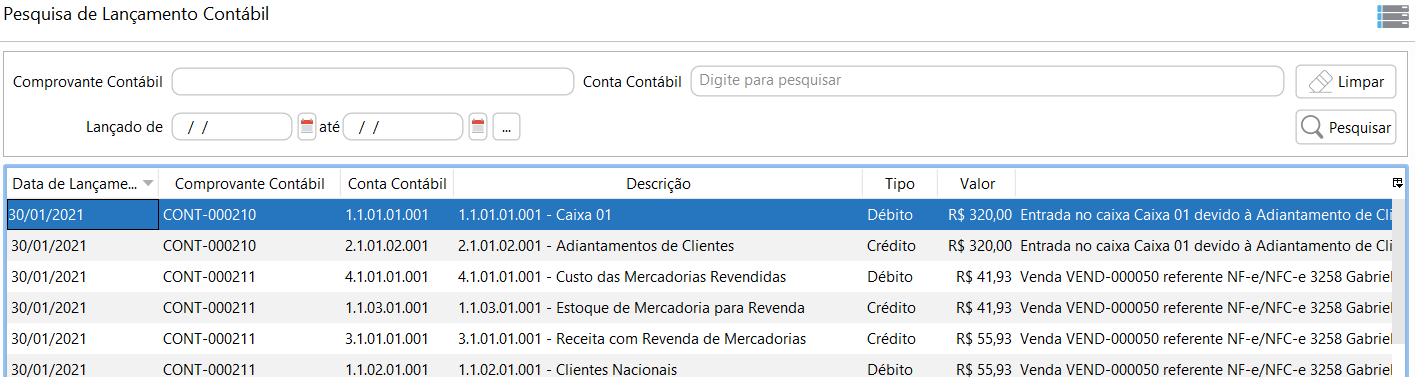 Pesquisa de Lançamento Contábil
Comprovante Contábil Conta Contábil Digite para pesquisar Limpar
Lançado de / / até / / ... Pesquisar
Data de Lançame... Comprovante Contábil Conta Contábil Descrição Tipo Valor
30/01/2021 CONT-000210 1.1.01.01.001 1.1.01.01.001 - Caixa 01 Débito R$ 320,00 Entrada no caixa Caixa 01 devido à Adiantamento de Cli
30/01/2021 CONT-000210 2.1.01.02.001 2.1.01.02.001 - Adiantamentos de Clientes Crédito R$ 320,00 Entrada no caixa Caixa 01 devido à Adiantamento de Cli
30/01/2021 CONT-000211 4.1.01.01.001 4.1.01.01.001 - Custo das Mercadorias Revendidas Débito R$ 41,93 Venda VEND-000050 referente NF-e/NFC-e 3258 Gabriel
30/01/2021 CONT-000211 1.1.03.01.001 1.1.03.01.001 - Estoque de Mercadoria para Revenda Crédito R$ 41,93 Venda VEND-000050 referente NF-e/NFC-e 3258 Gabriel
30/01/2021 CONT-000211 3.1.01.01.001 3.1.01.01.001 - Receita com Revenda de Mercadorias Crédito R$ 55,93 Venda VEND-000050 referente NF-e/NFC-e 3258 Gabriel
30/01/2021 CONT-000211 1.1.02.01.001 1.1.02.01.001 - Clientes Nacionais Débito R$ 55,93 Venda VEND-000050 referente NF-e/NFC-e 3258 Gabriel